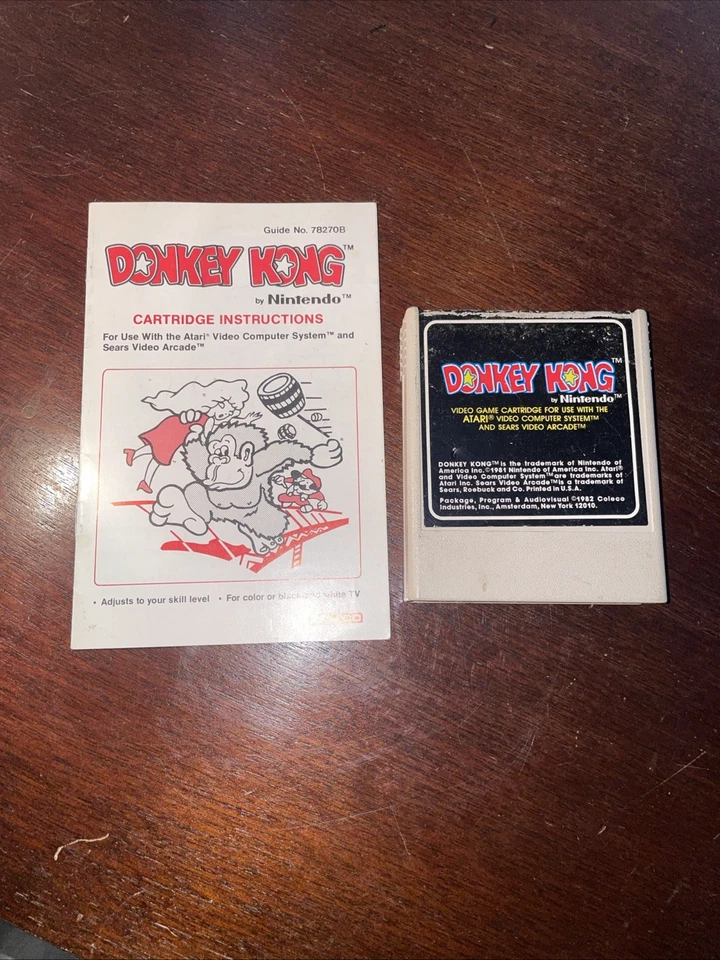 Guide No. 78270B
DONKEY KONG™
by Nintendo™
CARTRIDGE INSTRUCTIONS
For Use With the Atari® Video Computer System™ and
Sears Video Arcade™
• Adjusts to your skill level • For color or black and white TV
COLECO
DONKEY KONG™
by Nintendo™
VIDEO GAME CARTRIDGE FOR USE WITH THE
ATARI® VIDEO COMPUTER SYSTEM™
AND SEARS VIDEO ARCADE™
DONKEY KONG™ is the trademark of Nintendo of
America Inc. ©1981 Nintendo of America Inc. Atari®
and Video Computer System™ are trademarks of
Atari Inc. Sears Video Arcade™ is a trademark of
Sears, Roebuck and Co. Printed in U.S.A.
Package, Program & Audiovisual ©1982 Coleco
Industries, Inc., Amsterdam, New York 12010.